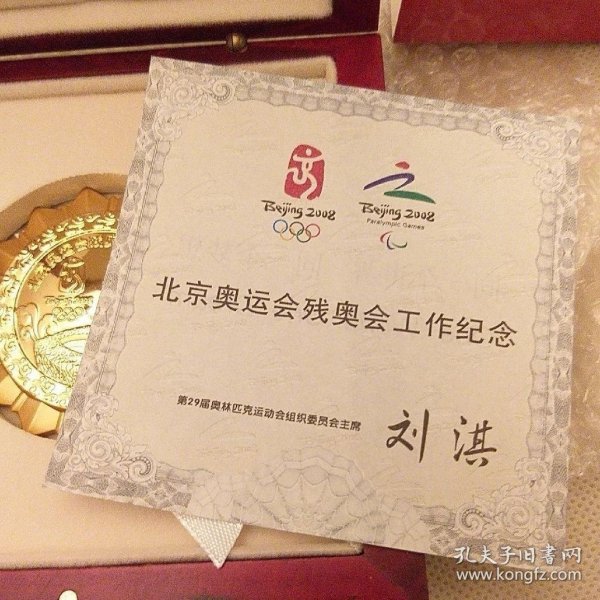 Beijing 2008
Beijing 2008
Paralympic Games
北京奥运会残奥会工作纪念
第29届奥林匹克运动会组织委员会主席
刘淇
孔夫子旧书网
www.kongfz.com